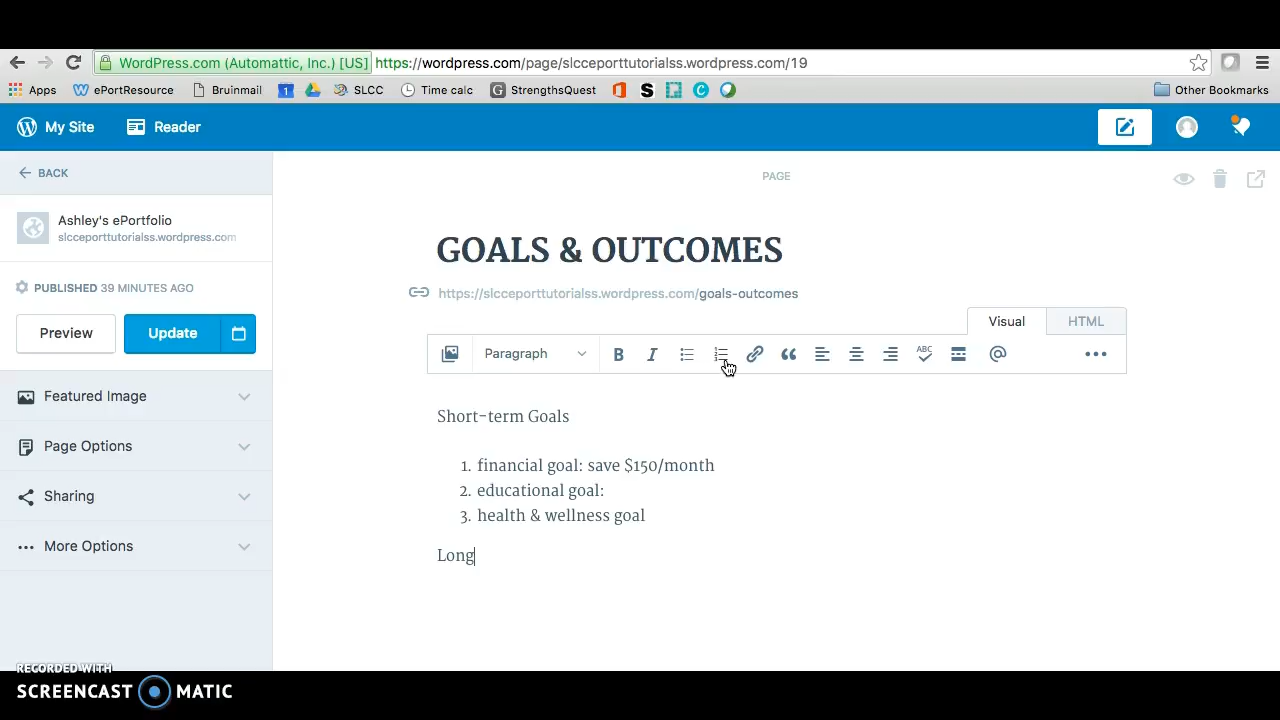 WordPress.com (Automattic, Inc.) [US] https://wordpress.com/page/slcceporttutorialss.wordpress.com/19
Apps ePortResource Bruinmail 1 SLCC Time calc G StrengthsQuest S C Other Bookmarks
My Site Reader
BACK
PAGE
Ashley's ePortfolio
slcceporttutorialss.wordpress.com
GOALS & OUTCOMES
PUBLISHED 39 MINUTES AGO
https://slcceporttutorialss.wordpress.com/goals-outcomes
Visual HTML
Preview Update
Paragraph B I ABC
Featured Image
Page Options
Sharing
More Options
Short-term Goals
1. financial goal: save $150/month
2. educational goal:
3. health & wellness goal
Long
RECORDED WITH
SCREENCAST MATIC